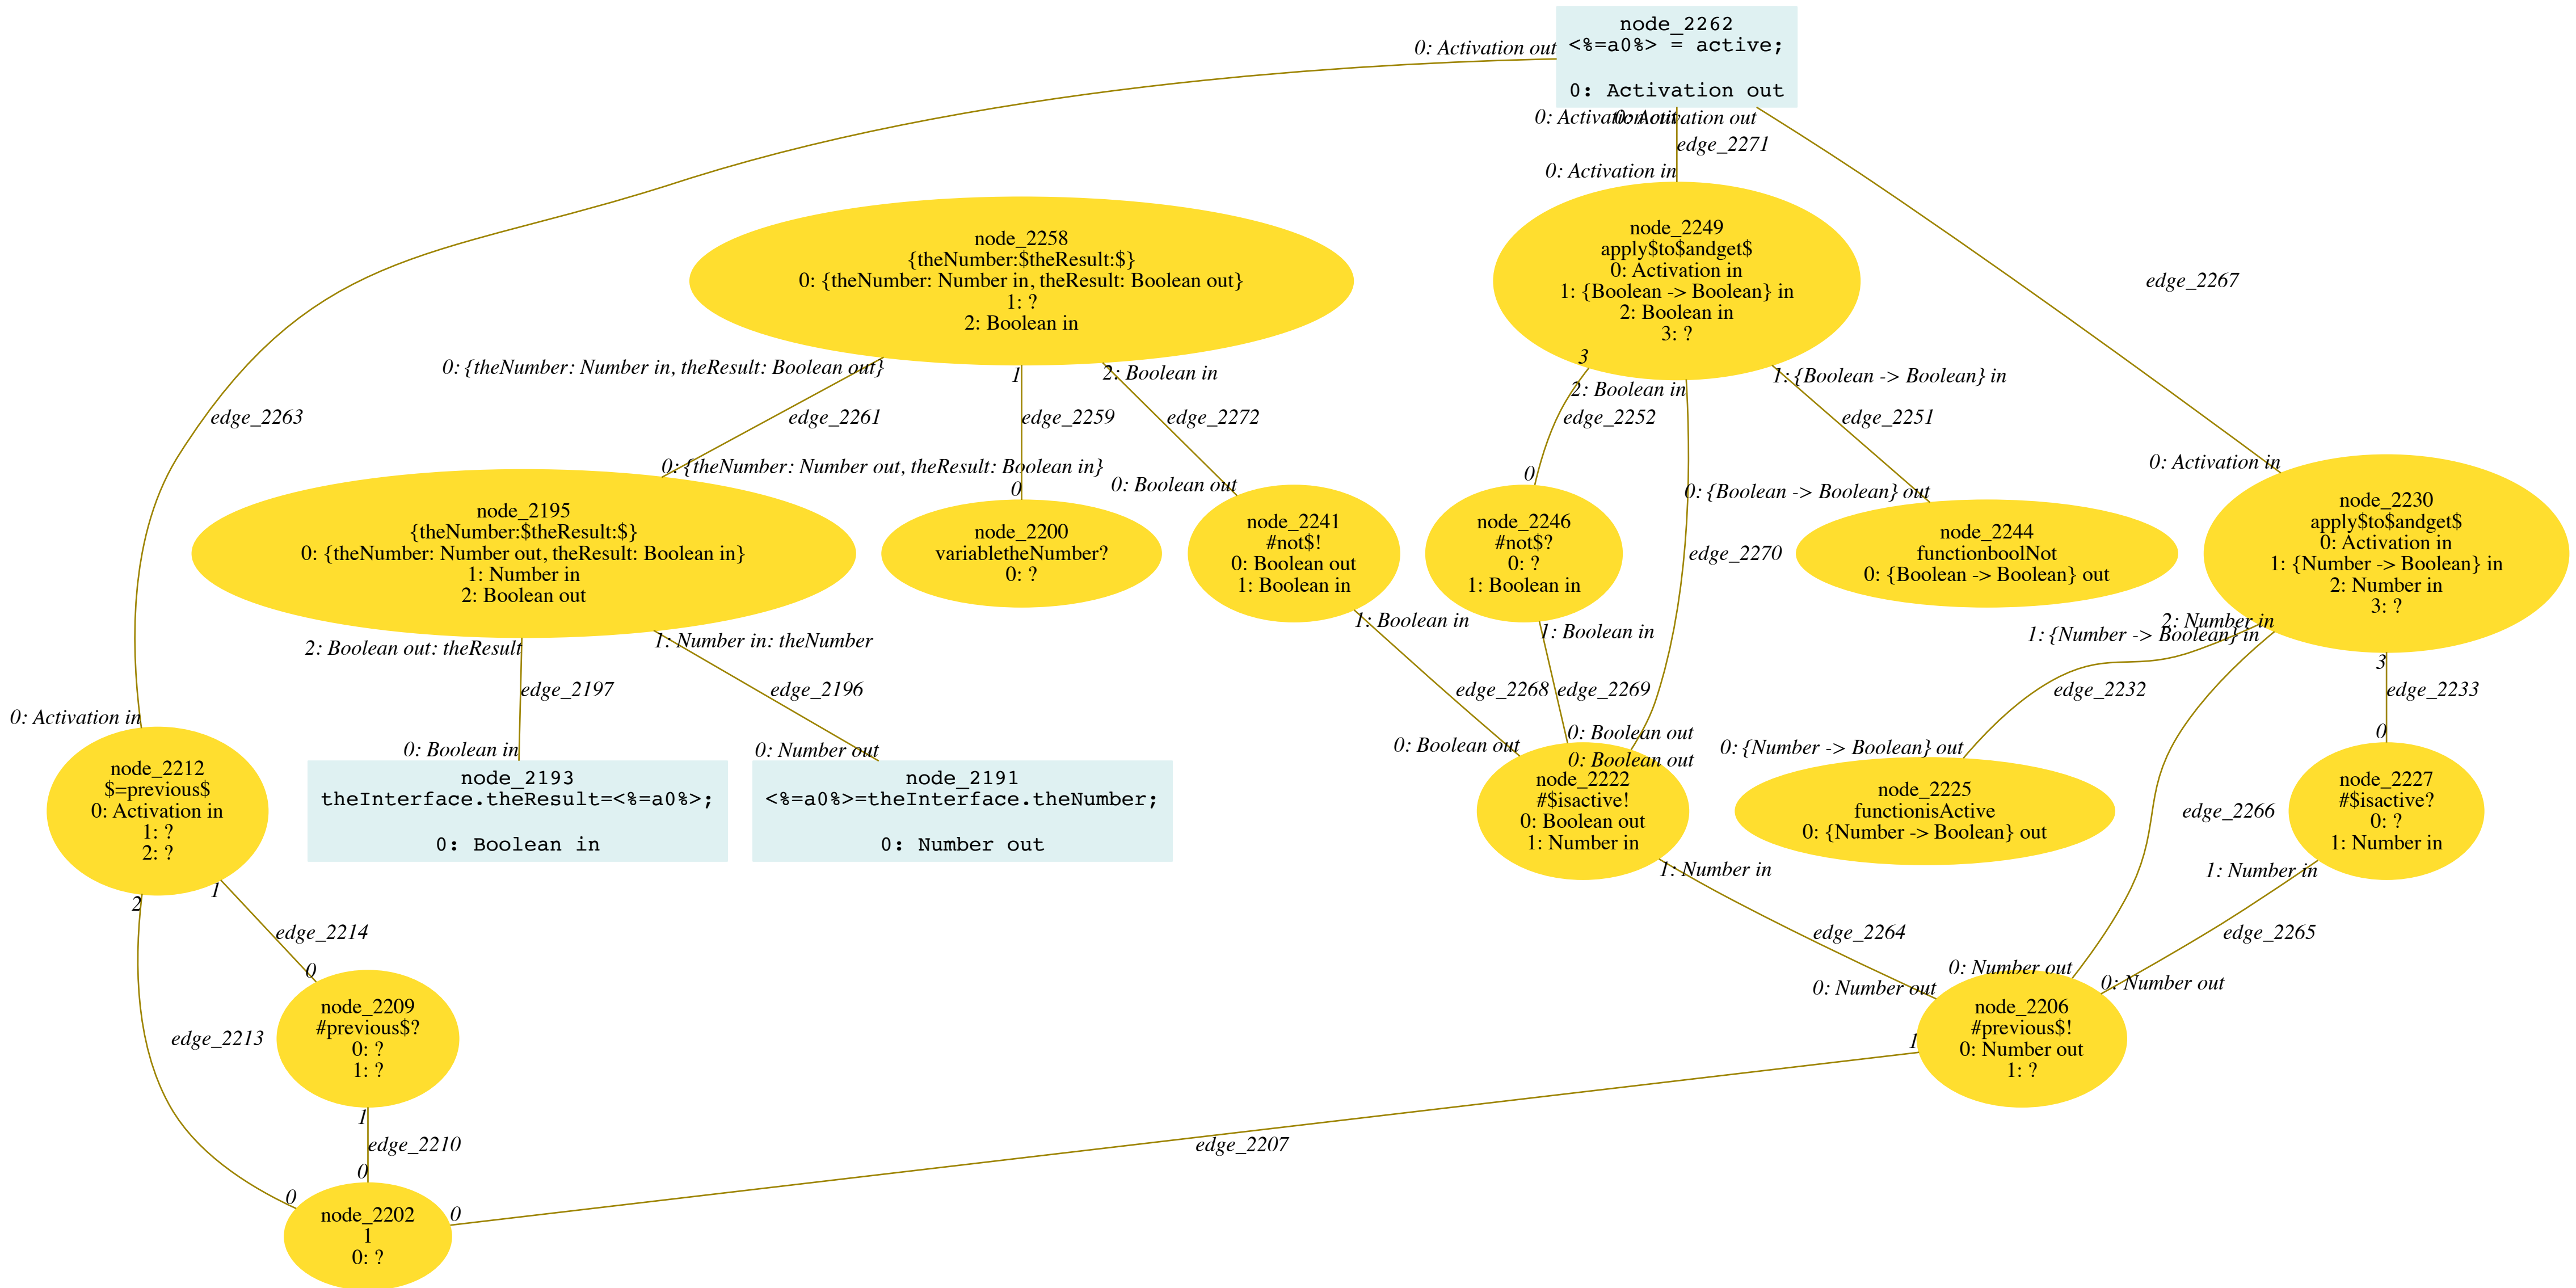 node_2262
<%=a0%> = active;
0: Activation out
0: Activation out
0: Activation out
0: Activation out
edge_2271
0: Activation in
node_2258
{theNumber:$theResult:$}
0: {theNumber: Number in, theResult: Boolean out}
1: ?
2: Boolean in
node_2249
apply$to$andget$
0: Activation in
1: {Boolean -> Boolean} in
2: Boolean in
3: ?
edge_2267
0: {theNumber: Number in, theResult: Boolean out}
1
2: Boolean in
3
2: Boolean in
1: {Boolean -> Boolean} in
edge_2263
edge_2261
edge_2259
edge_2272
edge_2252
edge_2251
0: {theNumber: Number out, theResult: Boolean in}
0
0: Boolean out
0
0: {Boolean -> Boolean} out
0: Activation in
node_2195
{theNumber:$theResult:$}
0: {theNumber: Number out, theResult: Boolean in}
1: Number in
2: Boolean out
node_2200
variabletheNumber?
0: ?
node_2241
#not$!
0: Boolean out
1: Boolean in
node_2246
#not$?
0: ?
1: Boolean in
edge_2270
node_2244
functionboolNot
0: {Boolean -> Boolean} out
node_2230
apply$to$andget$
0: Activation in
1: {Number -> Boolean} in
2: Number in
3: ?
2: Boolean out: theResult
1: Number in: theNumber
1: Boolean in
1: Boolean in
2: Number in
1: {Number -> Boolean} in
3
edge_2197
edge_2196
edge_2268
edge_2269
edge_2232
edge_2233
0: Activation in
0: Boolean in
0: Number out
0: Boolean out
0: Boolean out
0: Boolean out
0: {Number -> Boolean} out
0
node_2212
$=previous$
0: Activation in
1: ?
2: ?
node_2193
theInterface.theResult=<%=a0%>;
0: Boolean in
node_2191
<%=a0%>=theInterface.theNumber;
0: Number out
node_2222
#$isactive!
0: Boolean out
1: Number in
node_2225
functionisActive
0: {Number -> Boolean} out
edge_2266
node_2227
#$isactive?
0: ?
1: Number in
2
1
1: Number in
1: Number in
edge_2214
edge_2264
edge_2265
0
0: Number out
0: Number out
0: Number out
edge_2213
node_2209
#previous$?
0: ?
1: ?
node_2206
#previous$!
0: Number out
1: ?
1
1
edge_2210
edge_2207
0
0
0
node_2202
1
0: ?